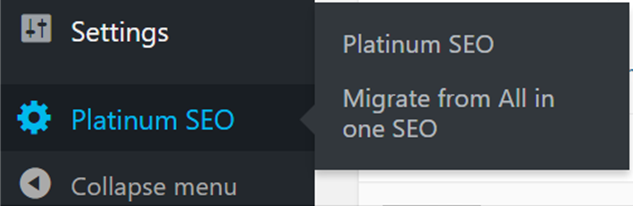 Settings
Platinum SEO
Collapse menu
Platinum SEO
Migrate from All in
one SEO